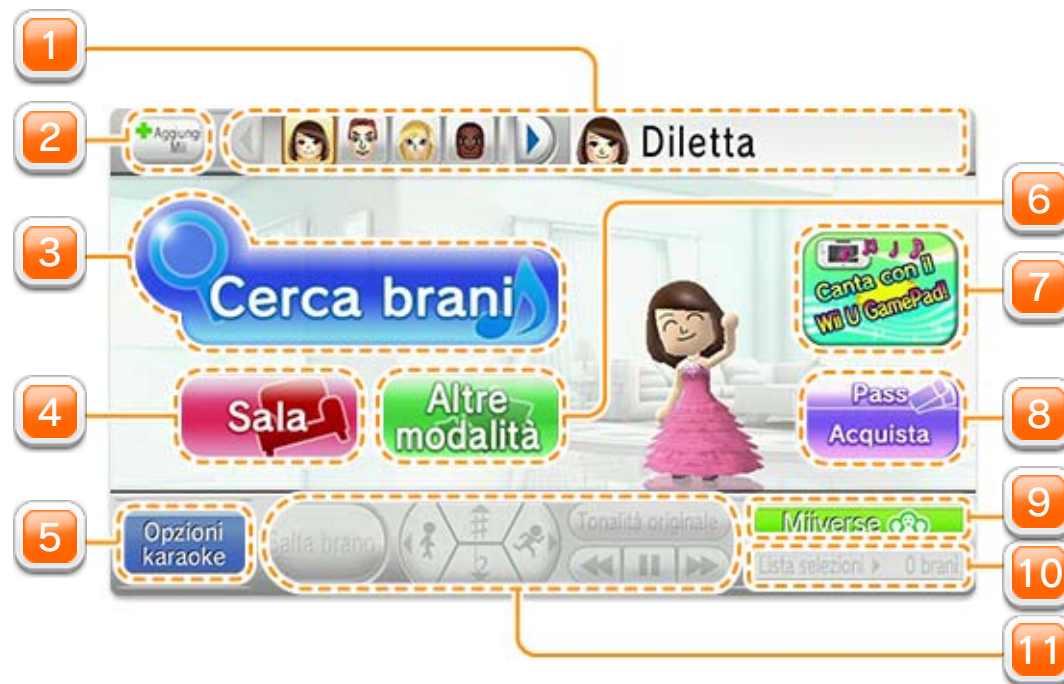 1
2
Aggiungi
Mii
Diletta
6
3
Cerca brani
Canta con il
Wii U GamePad!
7
4
Sala
Altre
modalità
Pass
Acquista
8
5
Opzioni
karaoke
Salta brano
#
♭
Tonalità originale
Miiverse
9
Lista selezioni
0 brani
10
11